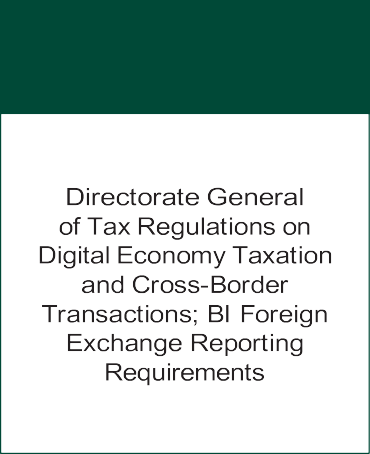 Directorate General
of Tax Regulations on
Digital Economy Taxation
and Cross-Border
Transactions; BI Foreign
Exchange Reporting
Requirements